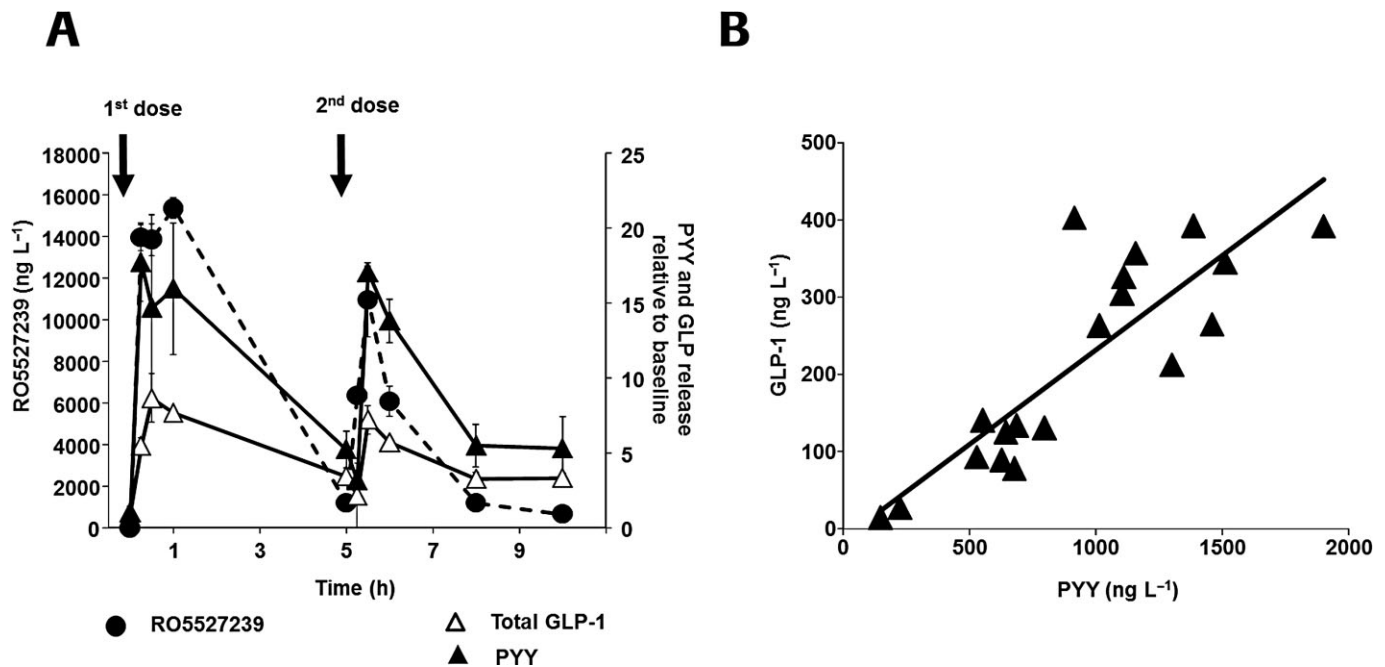 A
B
1st dose
2nd dose
18000
16000
14000
12000
10000
8000
6000
4000
2000
0
RO5527239 (ng L⁻¹)
25
20
15
10
5
0
PYY and GLP release
relative to baseline
1 3 5 7 9
Time (h)
RO5527239
Total GLP-1
PYY
500
400
300
200
100
0
GLP-1 (ng L⁻¹)
0 500 1000 1500 2000
PYY (ng L⁻¹)